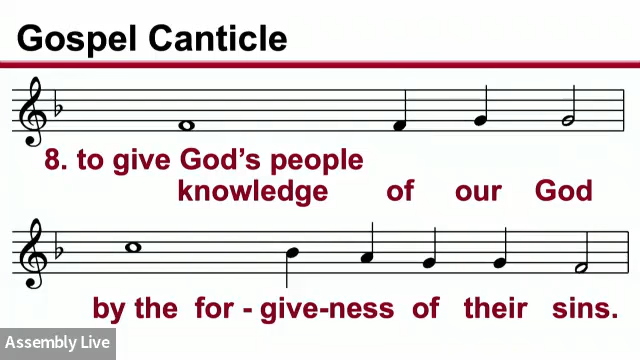 Gospel Canticle
8. to give God's people
knowledge of our God
by the for - give-ness of their sins.
Assembly Live